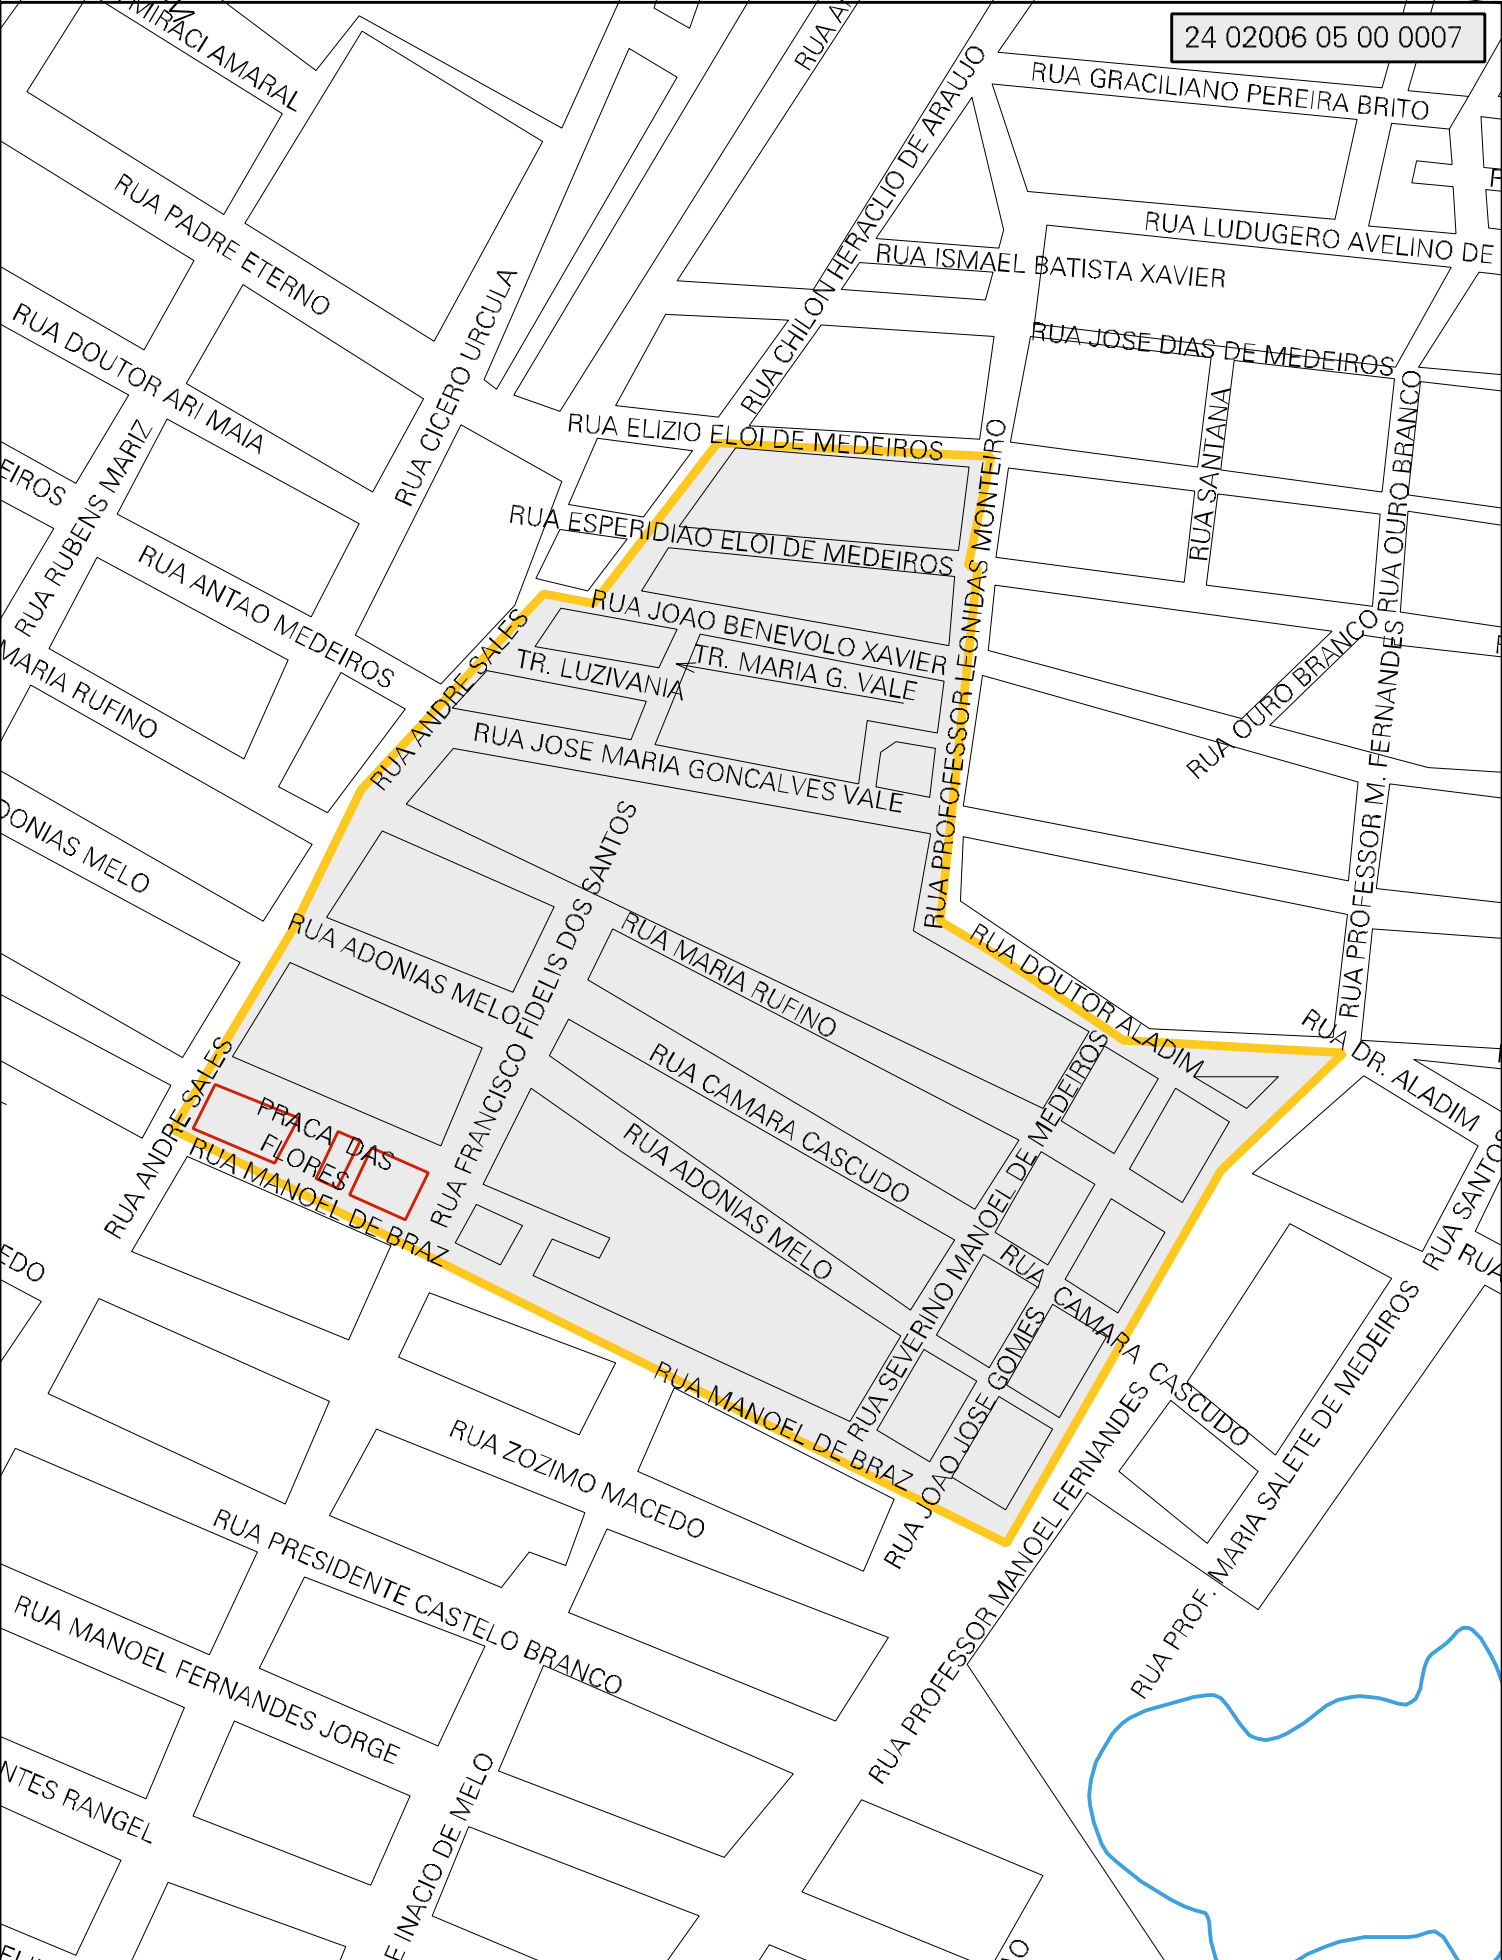 24 02006 05 00 0007
MIRACI AMARAL
RUA GRACILIANO PEREIRA BRITO
RUA CHILON HERACLIO DE ARAUJO
RUA PADRE ETERNO
RUA LUDUGERO AVELINO DE
RUA ISMAEL BATISTA XAVIER
RUA DOUTOR ARI MAIA
RUA CICERO URCULA
RUA JOSE DIAS DE MEDEIROS
RUA ELIZIO ELOI DE MEDEIROS
RUA SANTANA
RUA OURO BRANCO
EIROS
RUA RUBENS MARIZ
RUA ESPERIDIAO ELOI DE MEDEIROS
RUA ANTAO MEDEIROS
RUA JOAO BENEVOLO XAVIER
RUA PROFOFESSOR LEONIDAS MONTEIRO
MARIA RUFINO
RUA ANDRE SALES
TR. LUZIVANIA
TR. MARIA G. VALE
RUA OURO BRANCO
RUA PROFESSOR M. FERNANDES
RUA JOSE MARIA GONCALVES VALE
DONIAS MELO
RUA FRANCISCO FIDELIS DOS SANTOS
RUA ADONIAS MELO
RUA MARIA RUFINO
RUA DOUTOR ALADIM
RUA DR. ALADIM
RUA CAMARA CASCUDO
RUA ANDRE SALES
PRACA DAS
FLORES
RUA ADONIAS MELO
RUA SEVERINO MANOEL DE MEDEIROS
RUA MANOEL DE BRAZ
RUA SANTOS
RUA
EDO
RUA CAMARA CASCUDO
RUA JOAO JOSE GOMES
RUA MANOEL DE BRAZ
RUA PROF. MARIA SALETE DE MEDEIROS
RUA ZOZIMO MACEDO
RUA PROFESSOR MANOEL FERNANDES
RUA PRESIDENTE CASTELO BRANCO
RUA MANOEL FERNANDES JORGE
NTES RANGEL
E INACIO DE MELO